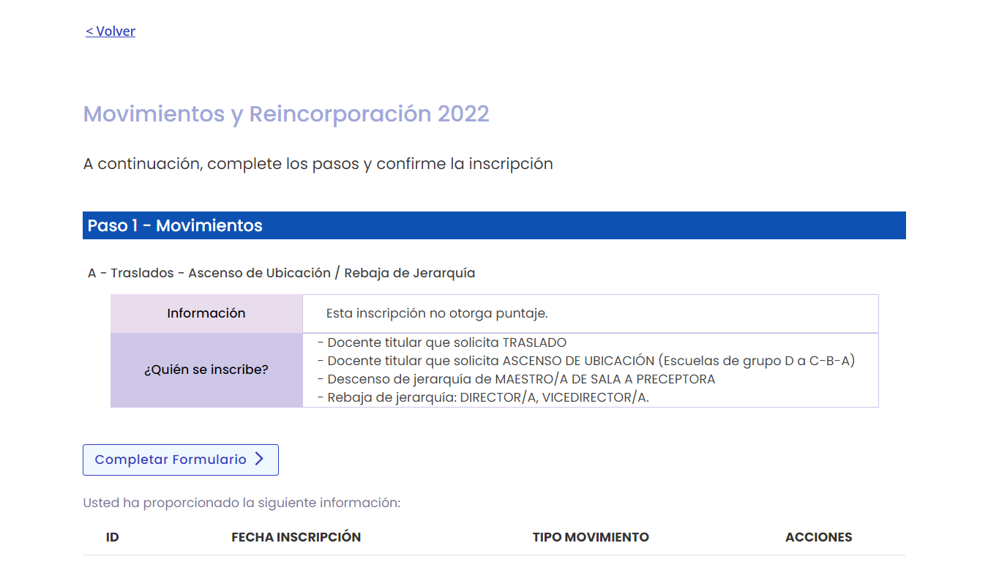 < Volver
Movimientos y Reincorporación 2022
A continuación, complete los pasos y confirme la inscripción
Paso 1 - Movimientos
A - Traslados - Ascenso de Ubicación / Rebaja de Jerarquía
Información
Esta inscripción no otorga puntaje.
¿Quién se inscribe?
- Docente titular que solicita TRASLADO
- Docente titular que solicita ASCENSO DE UBICACIÓN (Escuelas de grupo D a C-B-A)
- Descenso de jerarquía de MAESTRO/A DE SALA A PRECEPTORA
- Rebaja de jerarquía: DIRECTOR/A, VICEDIRECTOR/A.
Completar Formulario >
Usted ha proporcionado la siguiente información:
ID FECHA INSCRIPCIÓN TIPO MOVIMIENTO ACCIONES